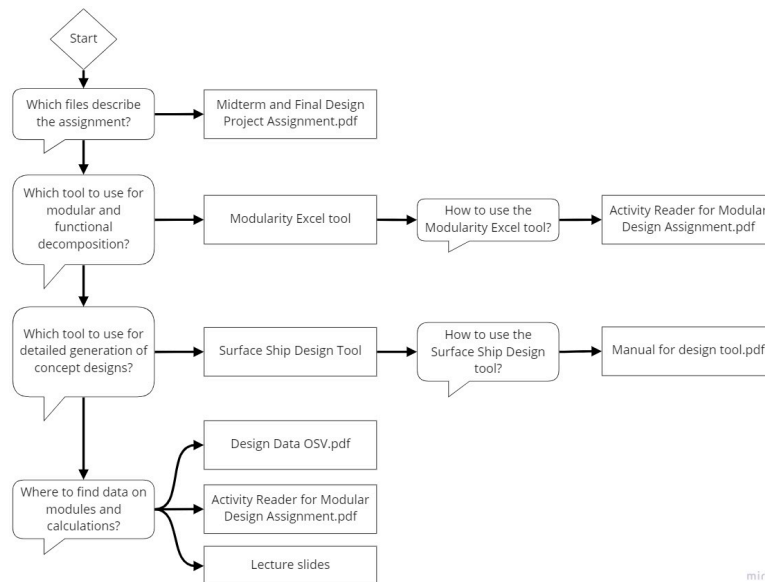 Start
Which files describe
the assignment?
Midterm and Final Design
Project Assignment.pdf
Which tool to use for
modular and
functional
decomposition?
Modularity Excel tool
How to use the
Modularity Excel tool?
Activity Reader for Modular
Design Assignment.pdf
Which tool to use for
detailed generation of
concept designs?
Surface Ship Design Tool
How to use the
Surface Ship Design
tool?
Manual for design tool.pdf
Where to find data on
modules and
calculations?
Design Data OSV.pdf
Activity Reader for Modular
Design Assignment.pdf
Lecture slides